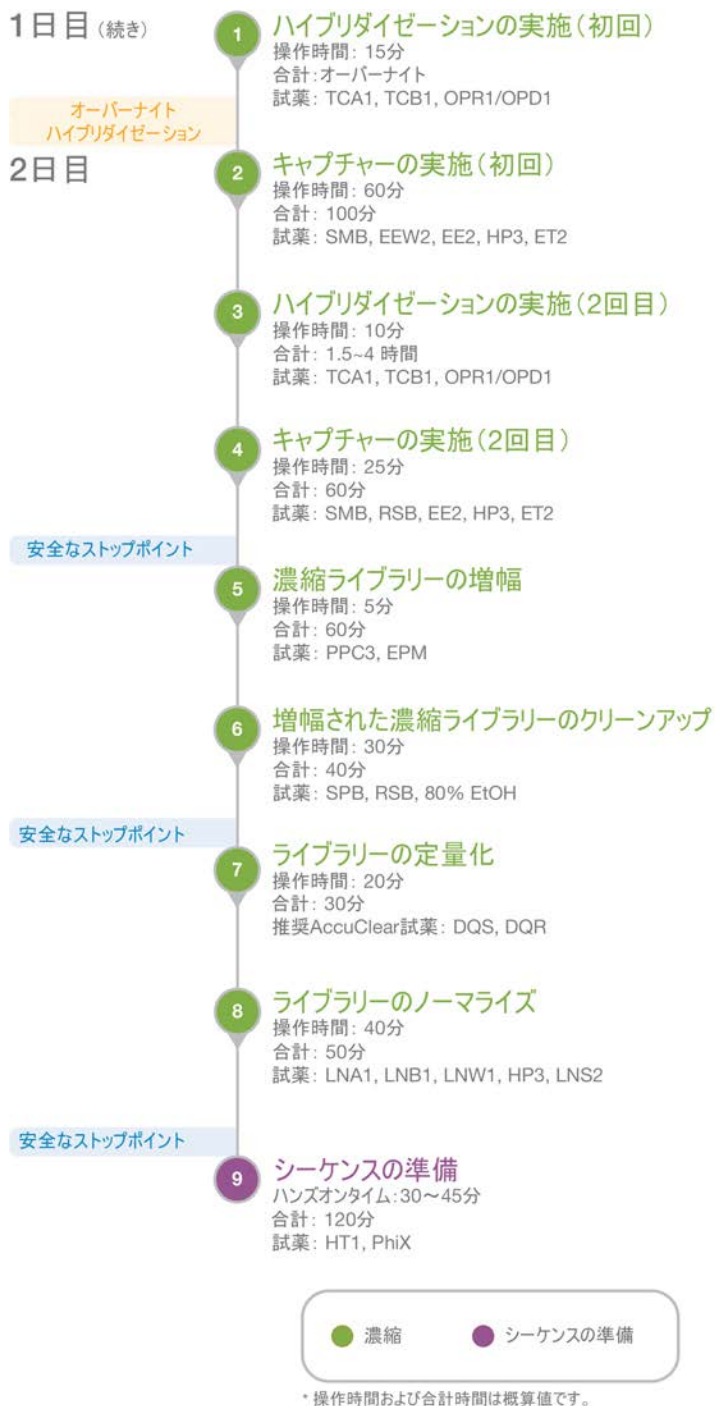 1日目(続き)
1
ハイブリダイゼーションの実施(初回)
操作時間: 15分
合計:オーバーナイト
試薬: TCA1, TCB1, OPR1/OPD1
オーバーナイト
ハイブリダイゼーション
2日目
2
キャプチャーの実施(初回)
操作時間: 60分
合計: 100分
試薬: SMB, EEW2, EE2, HP3, ET2
3
ハイブリダイゼーションの実施(2回目)
操作時間: 10分
合計: 1.5~4 時間
試薬: TCA1, TCB1, OPR1/OPD1
4
キャプチャーの実施(2回目)
操作時間: 25分
合計: 60分
試薬: SMB, RSB, EE2, HP3, ET2
安全なストップポイント
5
濃縮ライブラリーの増幅
操作時間: 5分
合計: 60分
試薬: PPC3, EPM
6
増幅された濃縮ライブラリーのクリーンアップ
操作時間: 30分
合計: 40分
試薬: SPB, RSB, 80% EtOH
安全なストップポイント
7
ライブラリーの定量化
操作時間: 20分
合計: 30分
推奨AccuClear試薬: DQS, DQR
8
ライブラリーのノーマライズ
操作時間: 40分
合計: 50分
試薬: LNA1, LNB1, LNW1, HP3, LNS2
安全なストップポイント
9
シーケンスの準備
ハンズオンタイム:30～45分
合計: 120分
試薬: HT1, PhiX
濃縮
シーケンスの準備
* 操作時間および合計時間は概算値です。